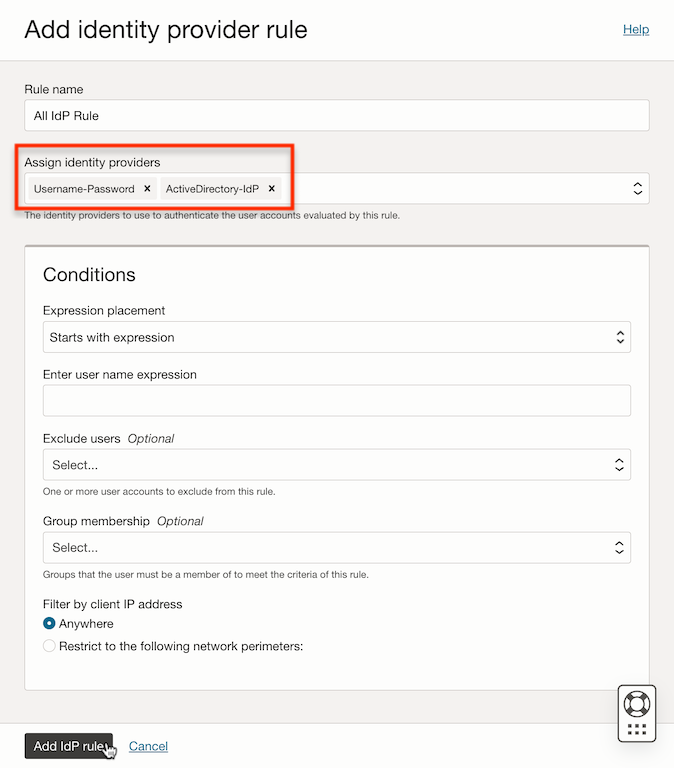 Add identity provider rule
Help
Rule name
All IdP Rule
Assign identity providers
Username-Password × ActiveDirectory-IdP ×
The identity providers to use to authenticate the user accounts evaluated by this rule.
Conditions
Expression placement
Starts with expression
Enter user name expression
Exclude users Optional
Select...
One or more user accounts to exclude from this rule.
Group membership Optional
Select...
Groups that the user must be a member of to meet the criteria of this rule.
Filter by client IP address
Anywhere
Restrict to the following network perimeters:
Add IdP rule
Cancel